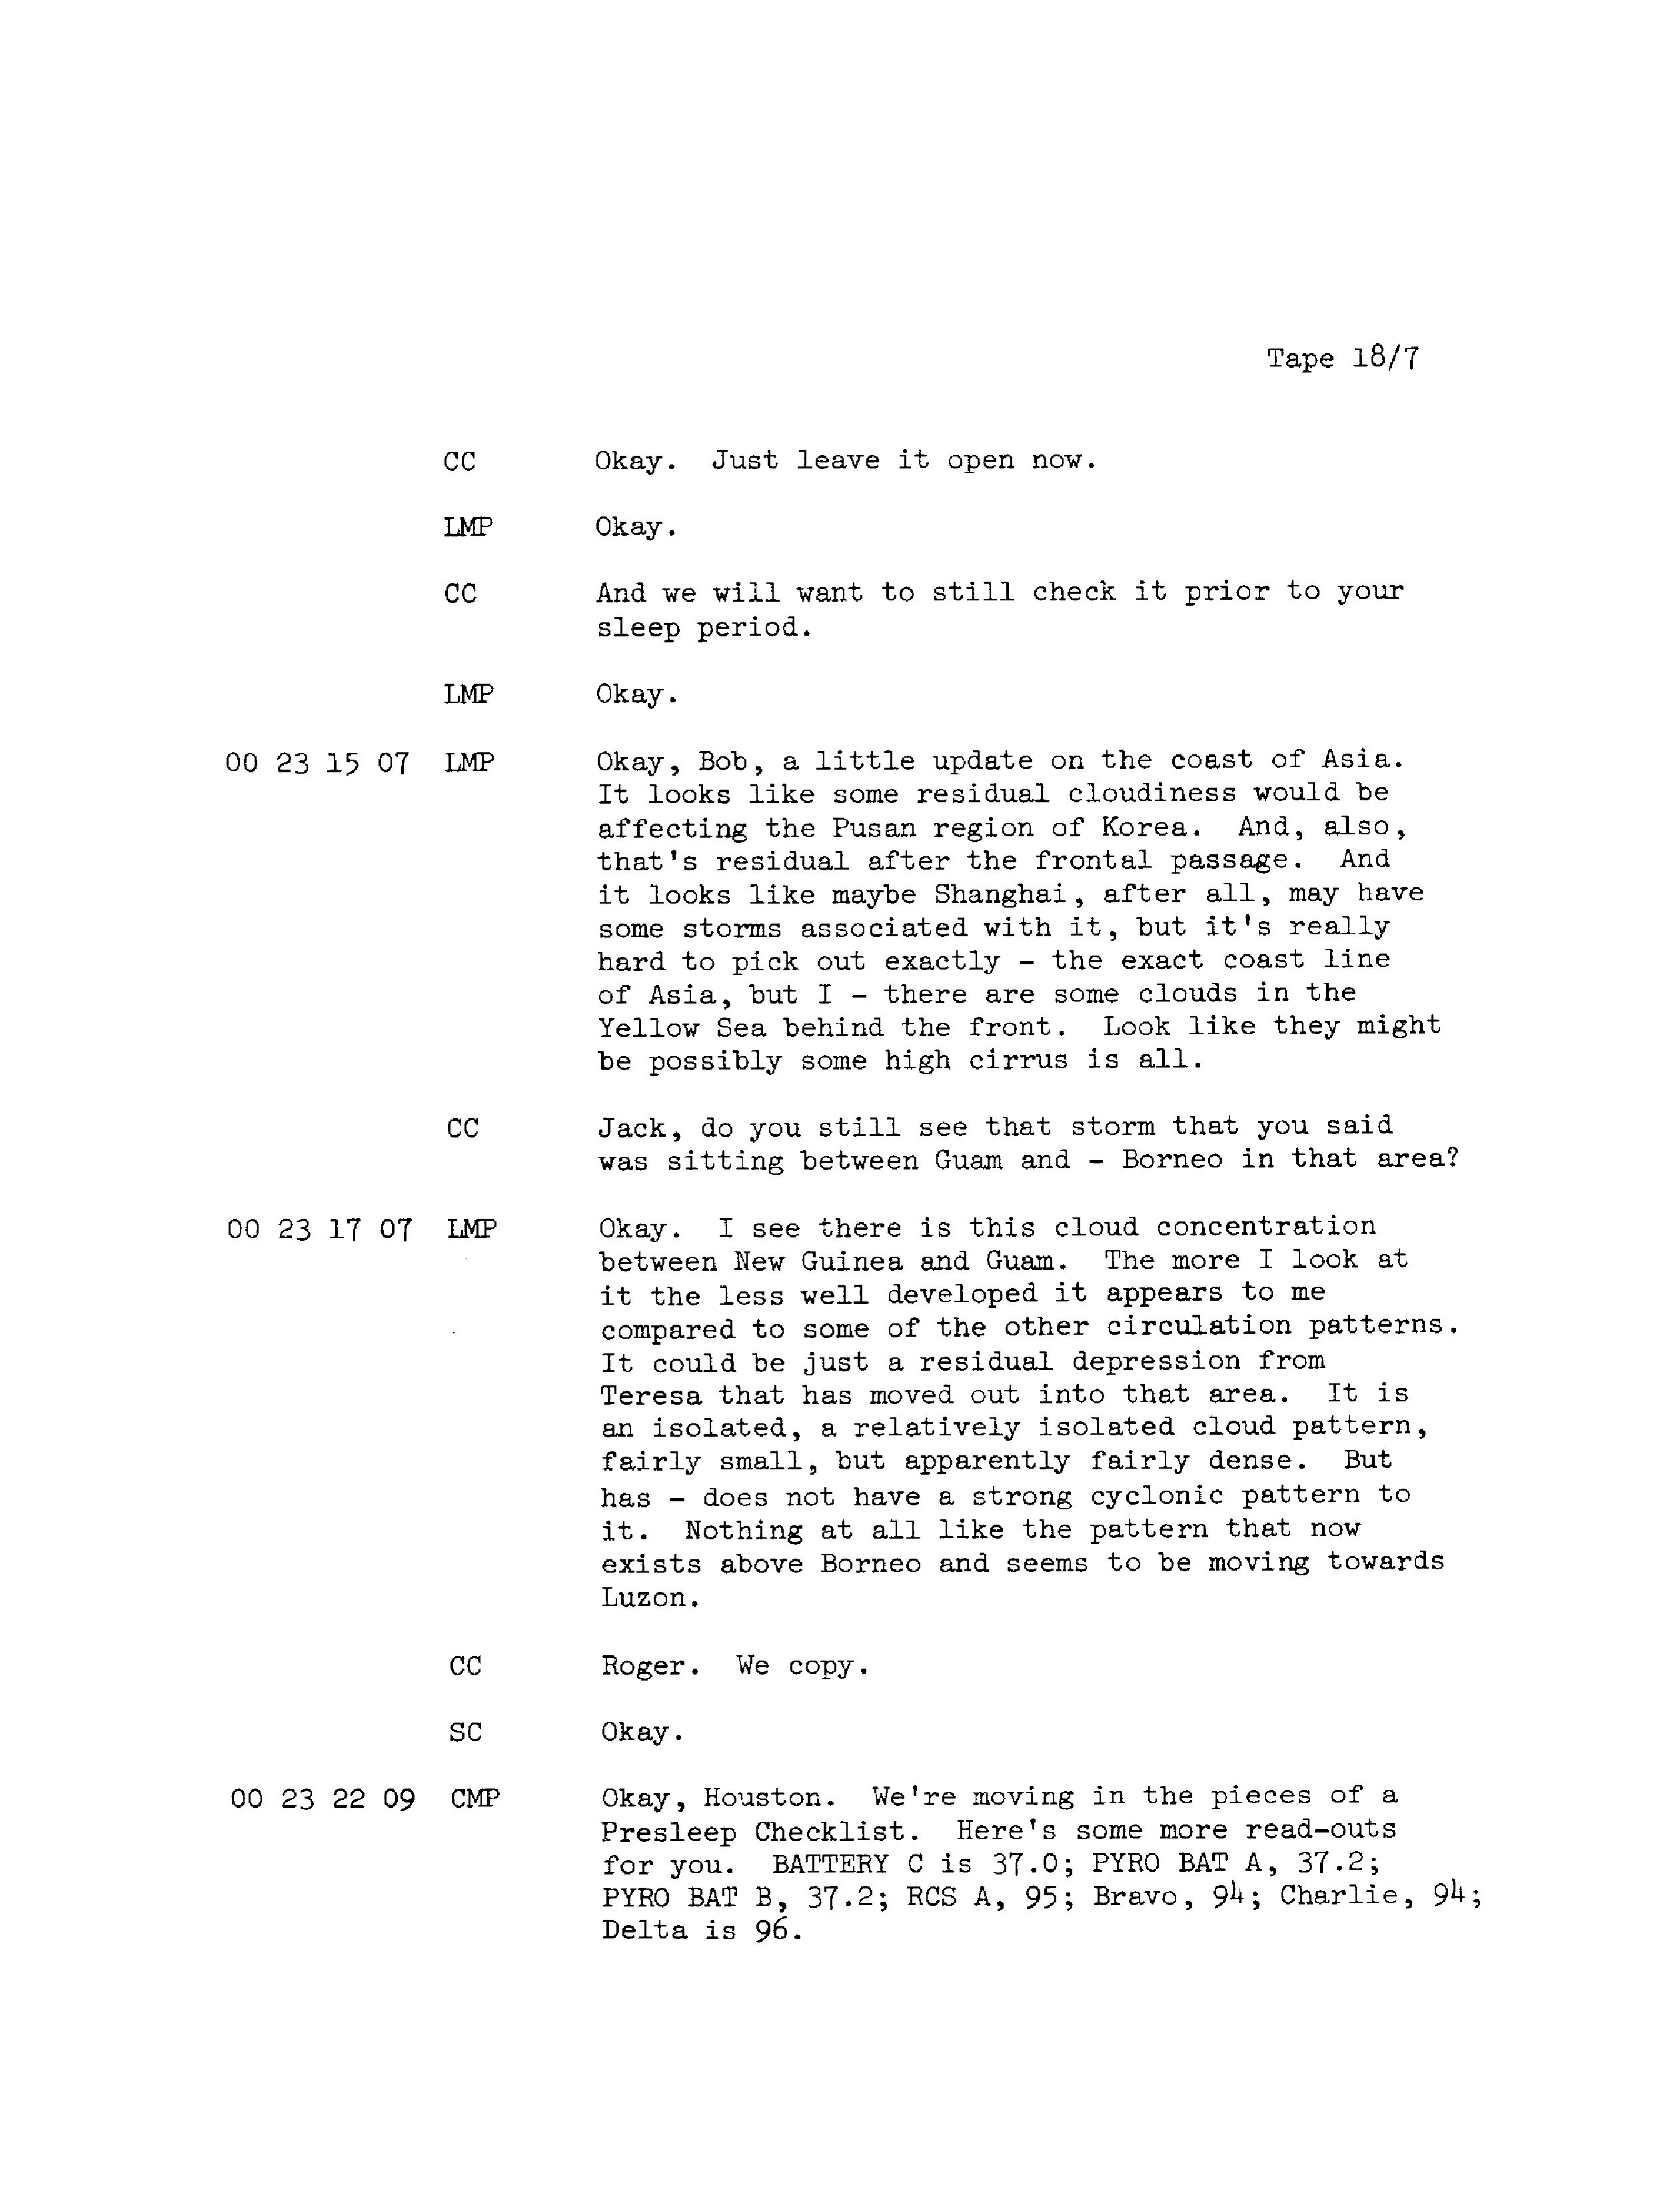 Tape 18/7
CC Okay. Just leave it open now.
LMP Okay.
CC And we will want to still check it prior to your
sleep period.
LMP Okay.
00 23 15 07 LMP Okay, Bob, a little update on the coast of Asia.
It looks like some residual cloudiness would be
affecting the Pusan region of Korea. And, also,
that's residual after the frontal passage. And
it looks like maybe Shanghai, after all, may have
some storms associated with it, but it's really
hard to pick out exactly - the exact coast line
of Asia, but I - there are some clouds in the
Yellow Sea behind the front. Look like they might
be possibly some high cirrus is all.
CC Jack, do you still see that storm that you said
was sitting between Guam and - Borneo in that area?
00 23 17 07 LMP Okay. I see there is this cloud concentration
between New Guinea and Guam. The more I look at
it the less well developed it appears to me
compared to some of the other circulation patterns.
It could be just a residual depression from
Teresa that has moved out into that area. It is
an isolated, a relatively isolated cloud pattern,
fairly small, but apparently fairly dense. But
has - does not have a strong cyclonic pattern to
it. Nothing at all like the pattern that now
exists above Borneo and seems to be moving towards
Luzon.
CC Roger. We copy.
SC Okay.
00 23 22 09 CMP Okay, Houston. We're moving in the pieces of a
Presleep Checklist. Here's some more read-outs
for you. BATTERY C is 37.0; PYRO BAT A, 37.2;
PYRO BAT B, 37.2; RCS A, 95; Bravo, 94; Charlie, 94;
Delta is 96.